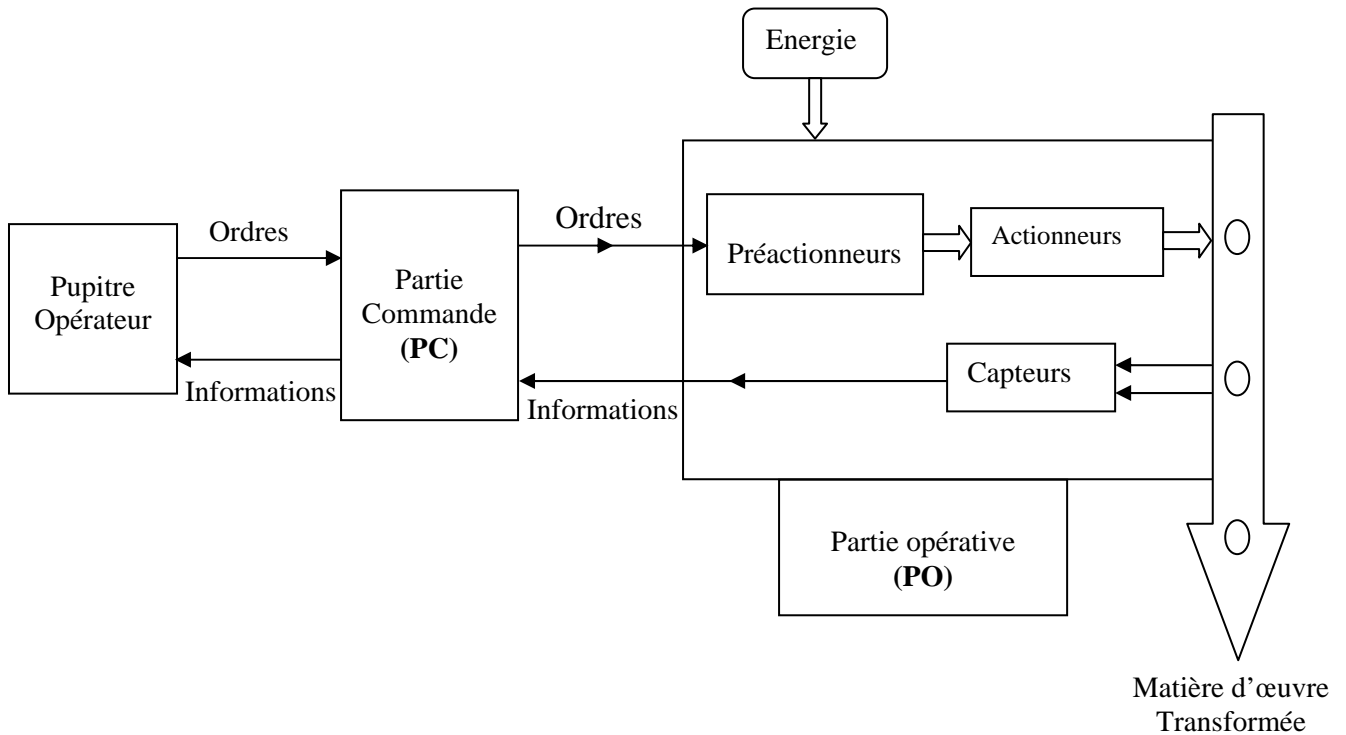 Energie
Ordres
Ordres
Préactionneurs
Actionneurs
Pupitre
Opérateur
Partie
Commande
(PC)
Capteurs
Informations
Informations
Partie opérative
(PO)
Matière d’œuvre
Transformée